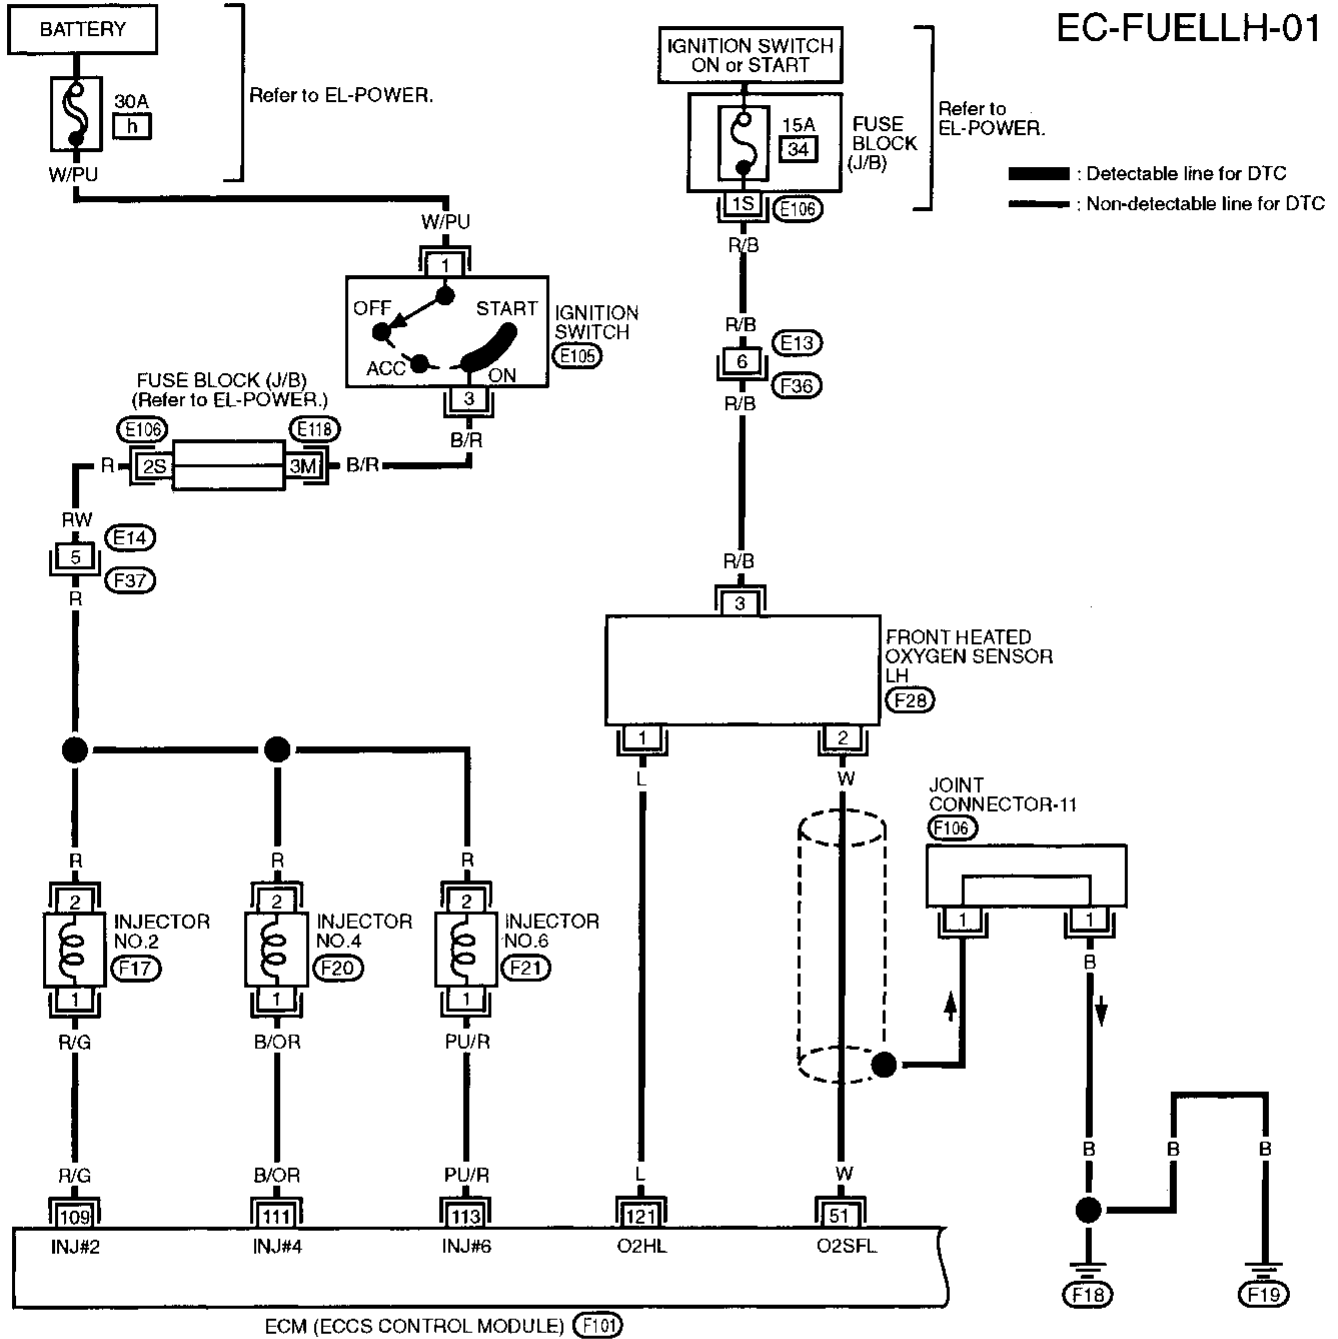 EC-FUELLH-01
BATTERY
30A
h
Refer to EL-POWER.
W/PU
W/PU
1
OFF
START
ACC
ON
IGNITION
SWITCH
E105
3
B/R
FUSE BLOCK (J/B)
(Refer to EL-POWER.)
E106
E118
R
2S
3M
B/R
RW
5
E14
F37
R
IGNITION SWITCH
ON or START
15A
34
FUSE
BLOCK
(J/B)
Refer to
EL-POWER.
1S
E106
R/B
R/B
6
E13
F36
R/B
R/B
3
: Detectable line for DTC
: Non-detectable line for DTC
FRONT HEATED
OXYGEN SENSOR
LH
F28
1
2
L
W
JOINT
CONNECTOR-11
F106
1
1
B
R
R
R
2
2
2
INJECTOR
NO.2
F17
INJECTOR
NO.4
F20
INJECTOR
NO.6
F21
1
1
1
R/G
B/OR
PU/R
R/G
B/OR
PU/R
L
W
B
B
B
109
111
113
121
51
INJ#2
INJ#4
INJ#6
O2HL
O2SFL
F18
F19
ECM (ECCS CONTROL MODULE)
F101